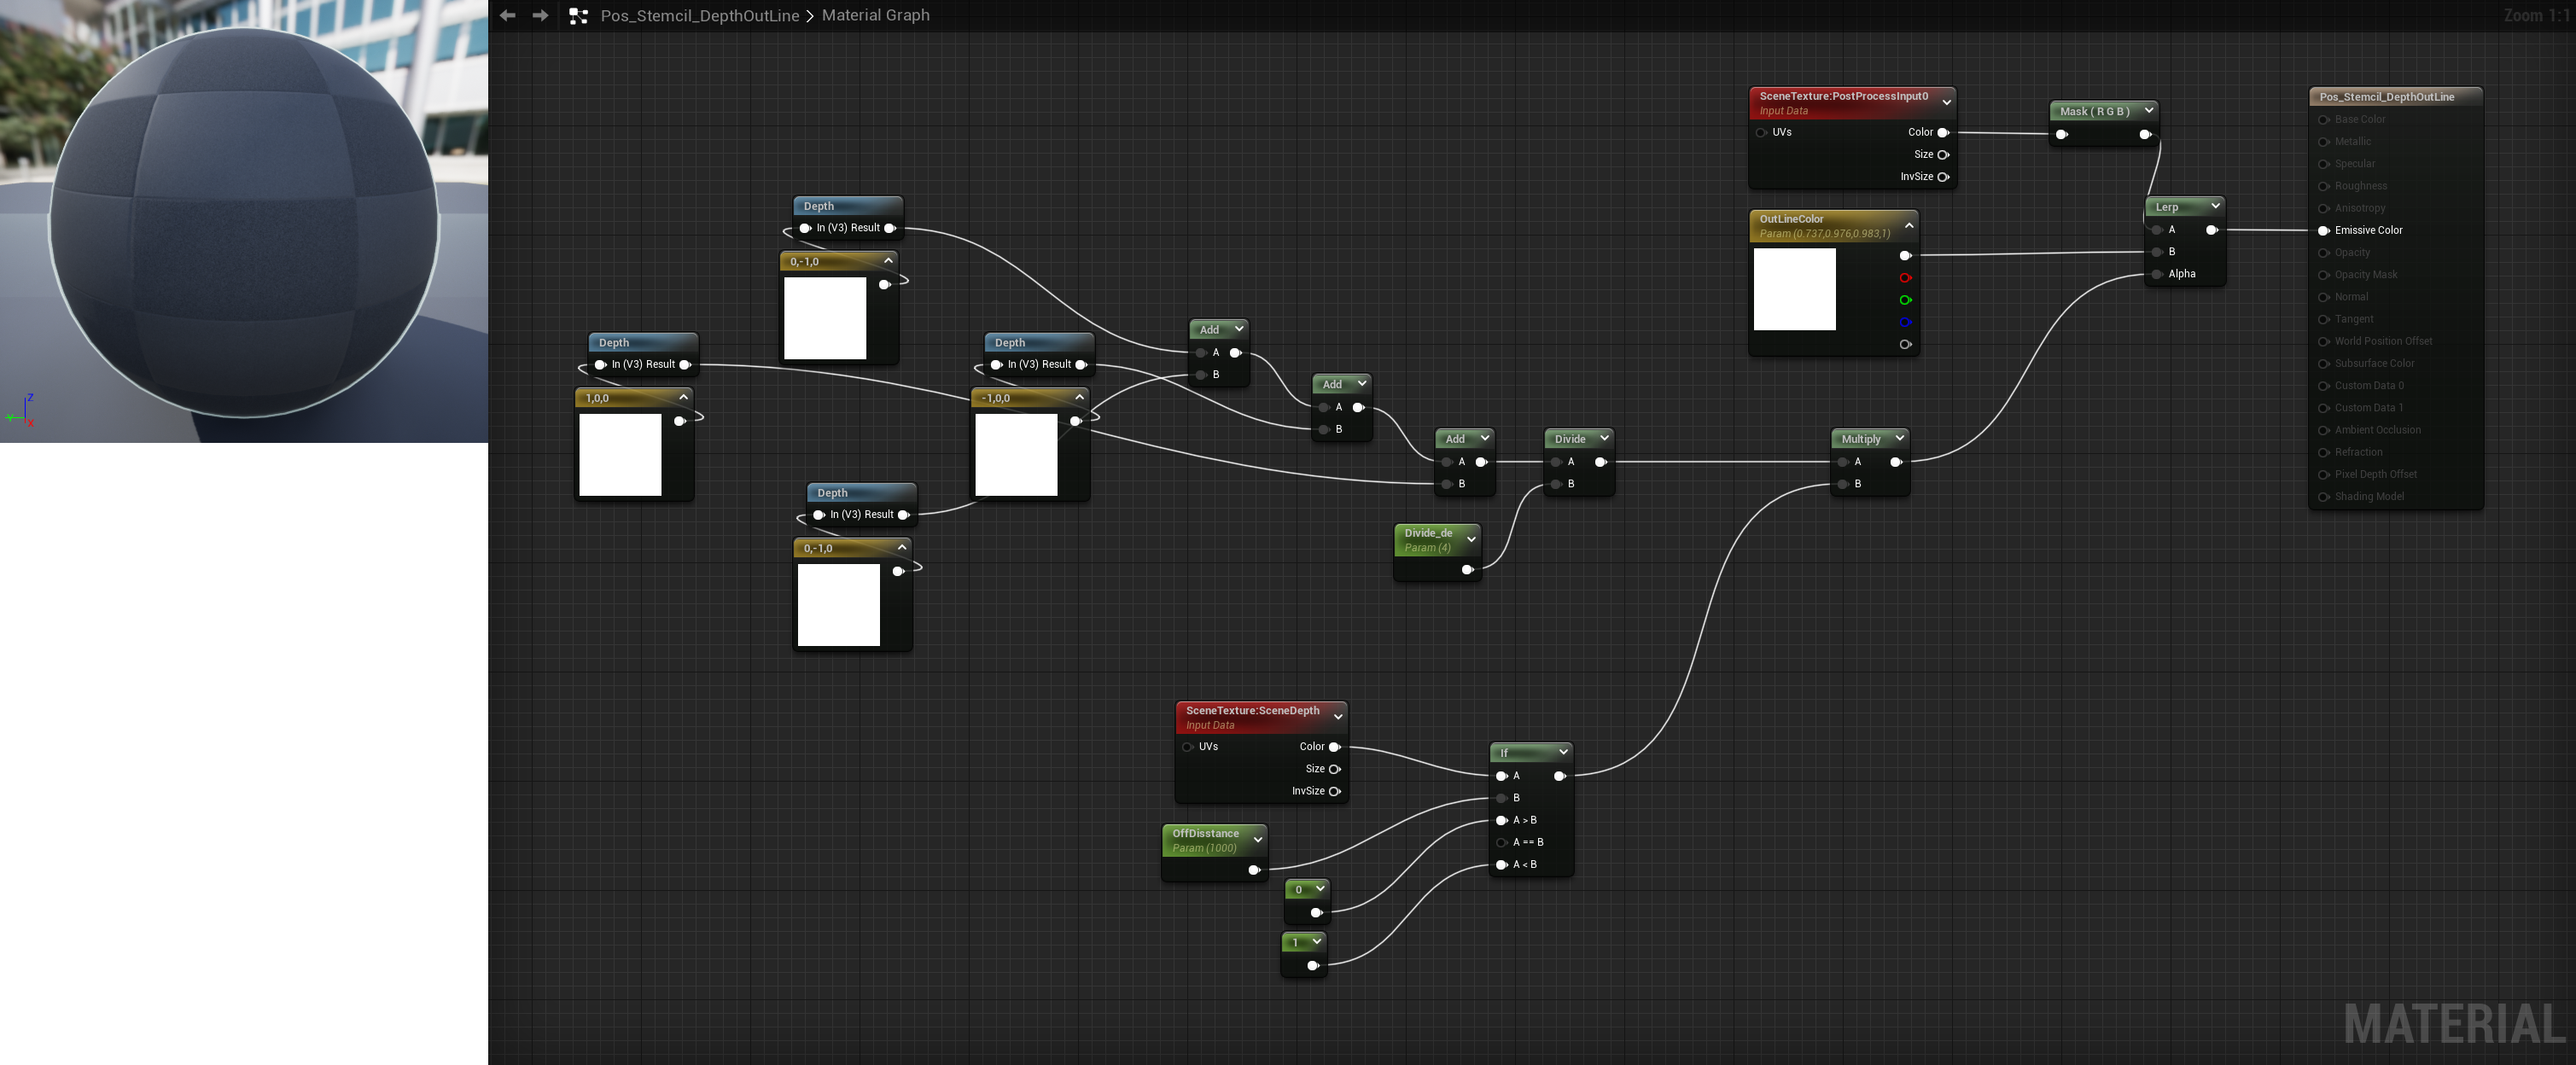 Pos_Stemcil_DepthOutLine > Material Graph
Zoom 1:1
SceneTexture:PostProcessInput0
Input Data
UVs
Color
Size
InvSize
Mask ( R G B )
Pos_Stemcil_DepthOutLine
Base Color
Metallic
Specular
Roughness
Anisotropy
Emissive Color
Opacity
Opacity Mask
Normal
Tangent
World Position Offset
Subsurface Color
Custom Data 0
Custom Data 1
Ambient Occlusion
Refraction
Pixel Depth Offset
Shading Model
Lerp
A
B
Alpha
OutLineColor
Param (0.737,0.976,0.983,1)
Depth
In (V3) Result
0,-1,0
Depth
In (V3) Result
1,0,0
Depth
In (V3) Result
-1,0,0
Depth
In (V3) Result
0,-1,0
Add
A
B
Add
A
B
Add
A
B
Divide
A
B
Multiply
A
B
Divide_de
Param (4)
SceneTexture:SceneDepth
Input Data
UVs
Color
Size
InvSize
If
A
B
A > B
A == B
A < B
OffDisstance
Param (1000)
0
1
Z
Y
X
MATERIAL